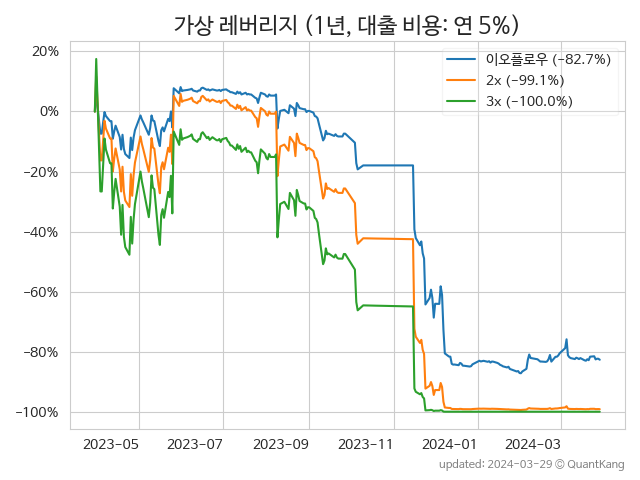 가상 레버리지 (1년, 대출 비용: 연 5%)
이오플로우 (−82.7%)
2x (−99.1%)
3x (−100.0%)
20%
0%
−20%
−40%
−60%
−80%
−100%
2023-05 2023-07 2023-09 2023-11 2024-01 2024-03
updated: 2024-03-29 © QuantKang